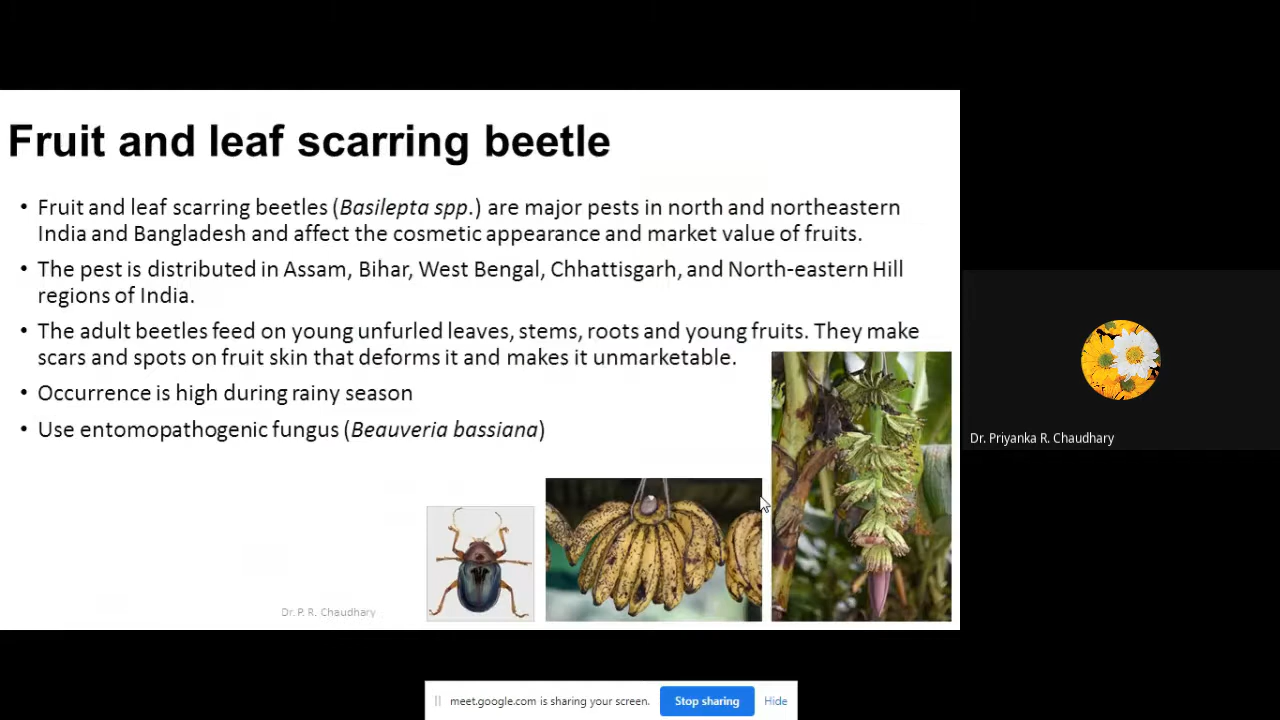 Fruit and leaf scarring beetle
• Fruit and leaf scarring beetles (Basilepta spp.) are major pests in north and northeastern
India and Bangladesh and affect the cosmetic appearance and market value of fruits.
• The pest is distributed in Assam, Bihar, West Bengal, Chhattisgarh, and North-eastern Hill
regions of India.
• The adult beetles feed on young unfurled leaves, stems, roots and young fruits. They make
scars and spots on fruit skin that deforms it and makes it unmarketable.
• Occurrence is high during rainy season
• Use entomopathogenic fungus (Beauveria bassiana)
Dr. P. R. Chaudhary
Dr. Priyanka R. Chaudhary
meet.google.com is sharing your screen.
Stop sharing
Hide